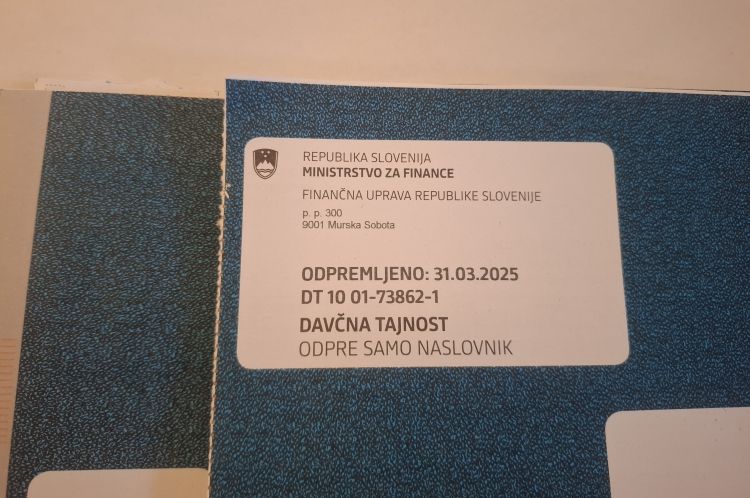 REPUBLIKA SLOVENIJA
MINISTRSTVO ZA FINANCE
FINANČNA UPRAVA REPUBLIKE SLOVENIJE
p. p. 300
9001 Murska Sobota
ODPREMLJENO: 31.03.2025
DT 10 01-73862-1
DAVČNA TAJNOST
ODPRE SAMO NASLOVNIK